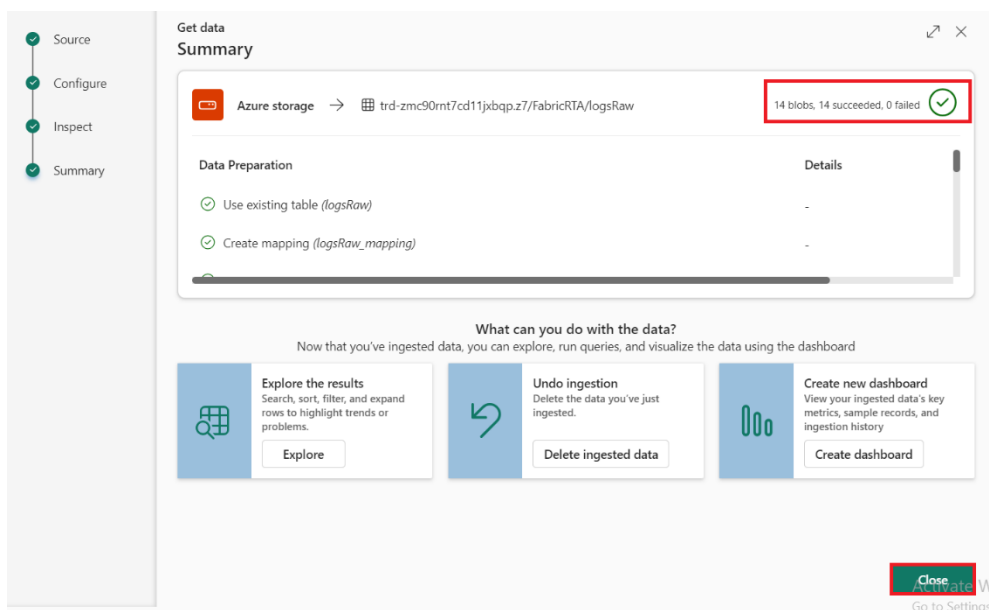 Source
Configure
Inspect
Summary
Get data
Summary
Azure storage → trd-zmc90rnt7cd11jxbqp.z7/FabricRTA/logsRaw
14 blobs, 14 succeeded, 0 failed
Data Preparation
Details
Use existing table (logsRaw)
-
Create mapping (logsRaw_mapping)
-
What can you do with the data?
Now that you've ingested data, you can explore, run queries, and visualize the data using the dashboard
Explore the results
Search, sort, filter, and expand
rows to highlight trends or
problems.
Explore
Undo ingestion
Delete the data you've just
ingested.
Delete ingested data
Create new dashboard
View your ingested data's key
metrics, sample records, and
ingestion history
Create dashboard
Close
Activate W
Go to Settings